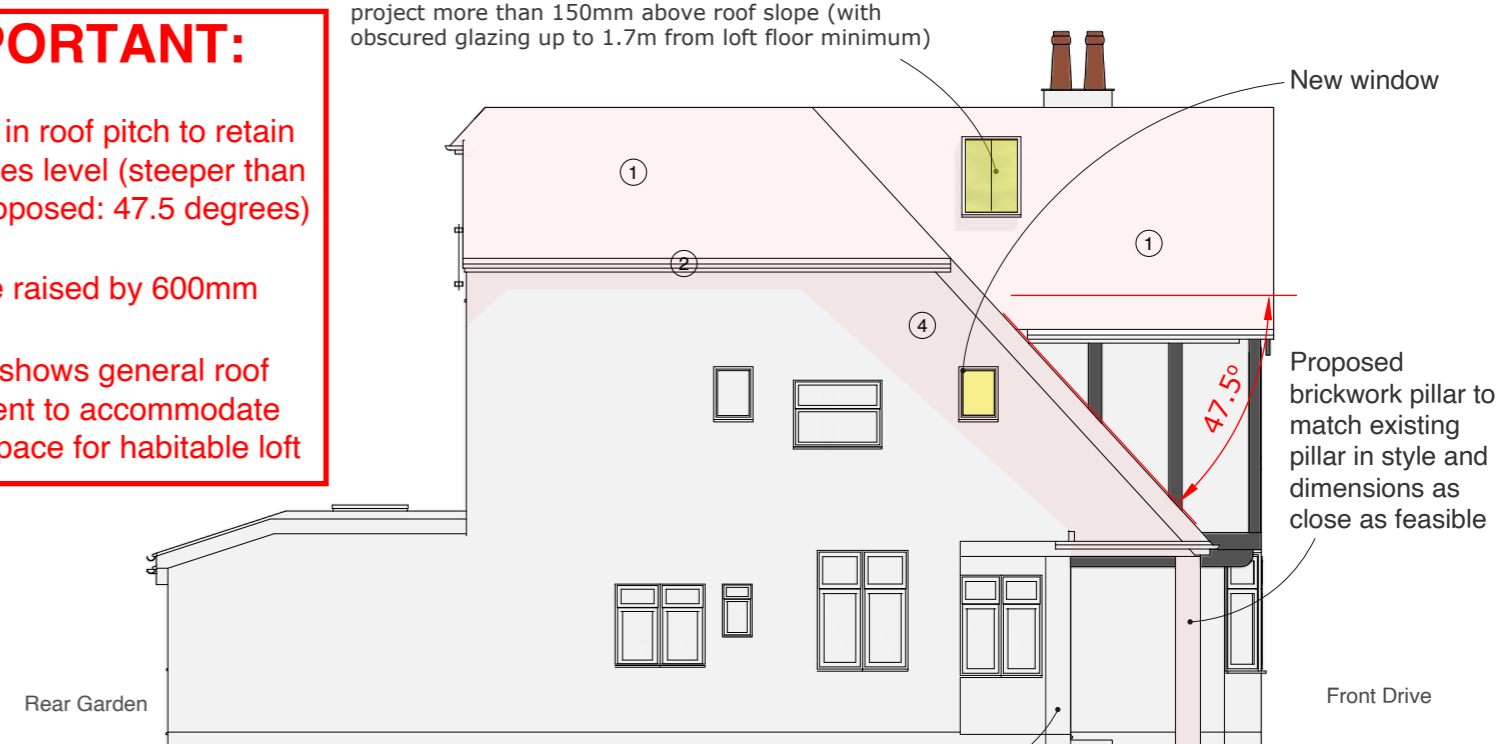 PORTANT:
in roof pitch to retain
es level (steeper than
oposed: 47.5 degrees)
e raised by 600mm
shows general roof
ent to accommodate
pace for habitable loft
project more than 150mm above roof slope (with
obscured glazing up to 1.7m from loft floor minimum)
New window
1
1
2
4
47.5º
Proposed
brickwork pillar to
match existing
pillar in style and
dimensions as
close as feasible
Rear Garden
Front Drive